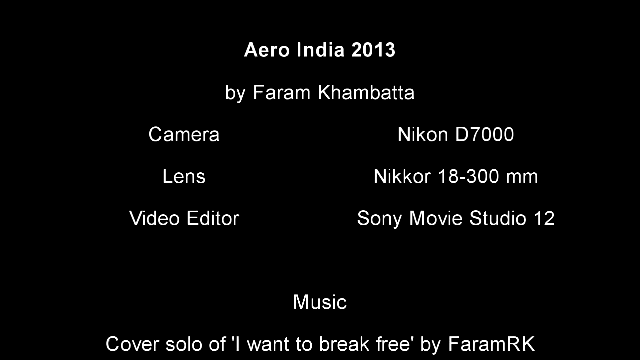 Aero India 2013
by Faram Khambatta
Camera Nikon D7000
Lens Nikkor 18-300 mm
Video Editor Sony Movie Studio 12
Music
Cover solo of 'I want to break free' by FaramRK